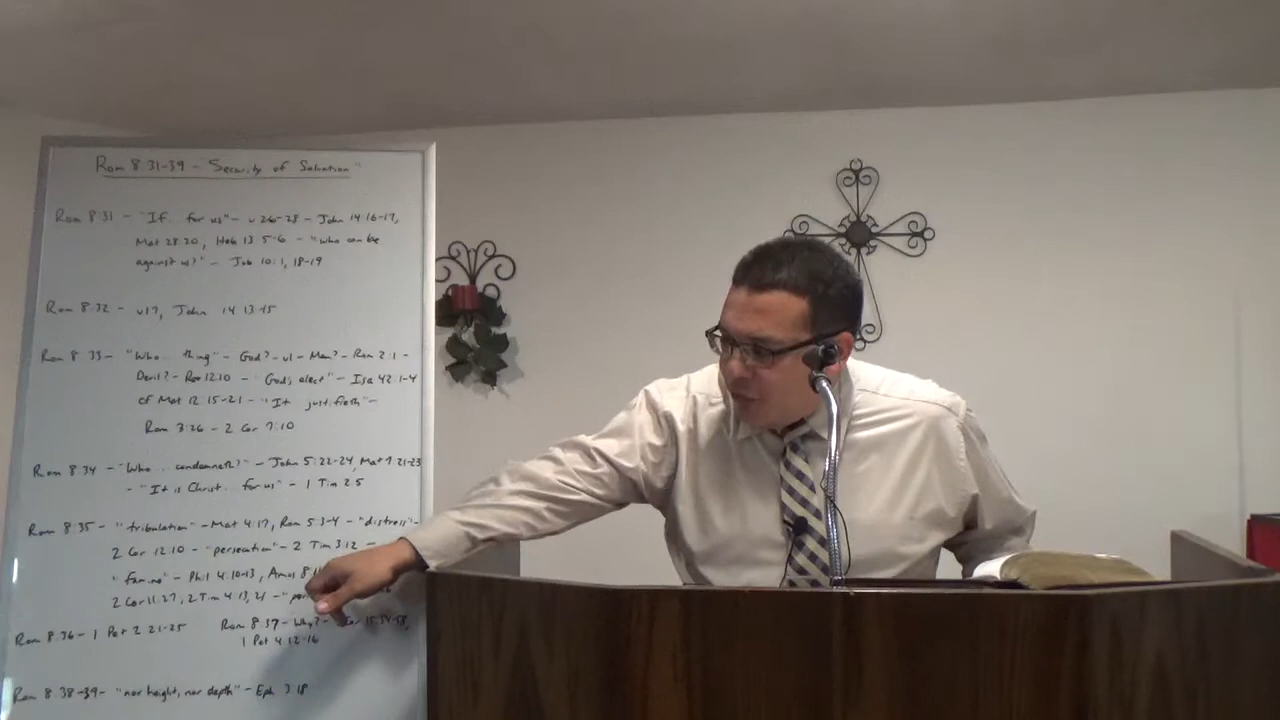 Rom 8:31-39 - "Security of Salvation"
Rom 8:31 - "If... for us" - v26-28 - John 14:16-17,
Mat 28:20, Heb 13:5-6 - "who can be
against us?" - Job 10:1, 18-19
Rom 8:32 - v17, John 14:13-15
Rom 8:33 - "Who... thing" - God? - v1 - Man? - Rom 2:1 -
Devil? - Rev 12:10 - "God's elect" - Isa 42:1-4
cf Mat 12:15-21 - "It justifieth" -
Rom 3:26 - 2 Cor 7:10
Rom 8:34 - "Who... condemneth?" - John 5:22-24, Mat 7:21-23
- "It is Christ... for us" - 1 Tim 2:5
Rom 8:35 - "tribulation" - Mat 4:17, Rom 5:3-4 - "distress" -
2 Cor 12:10 - "persecution" - 2 Tim 3:12 -
"famine" - Phil 4:10-13, Amos 8:
2 Cor 11:27, 2 Tim 4:13, 21 -
Rom 8:36 - 1 Pet 2:21-25
Rom 8:37 - Why? - Cor 15:54-58,
1 Pet 4:12-16
Rom 8:38-39 - "nor height, nor depth" - Eph 3:18